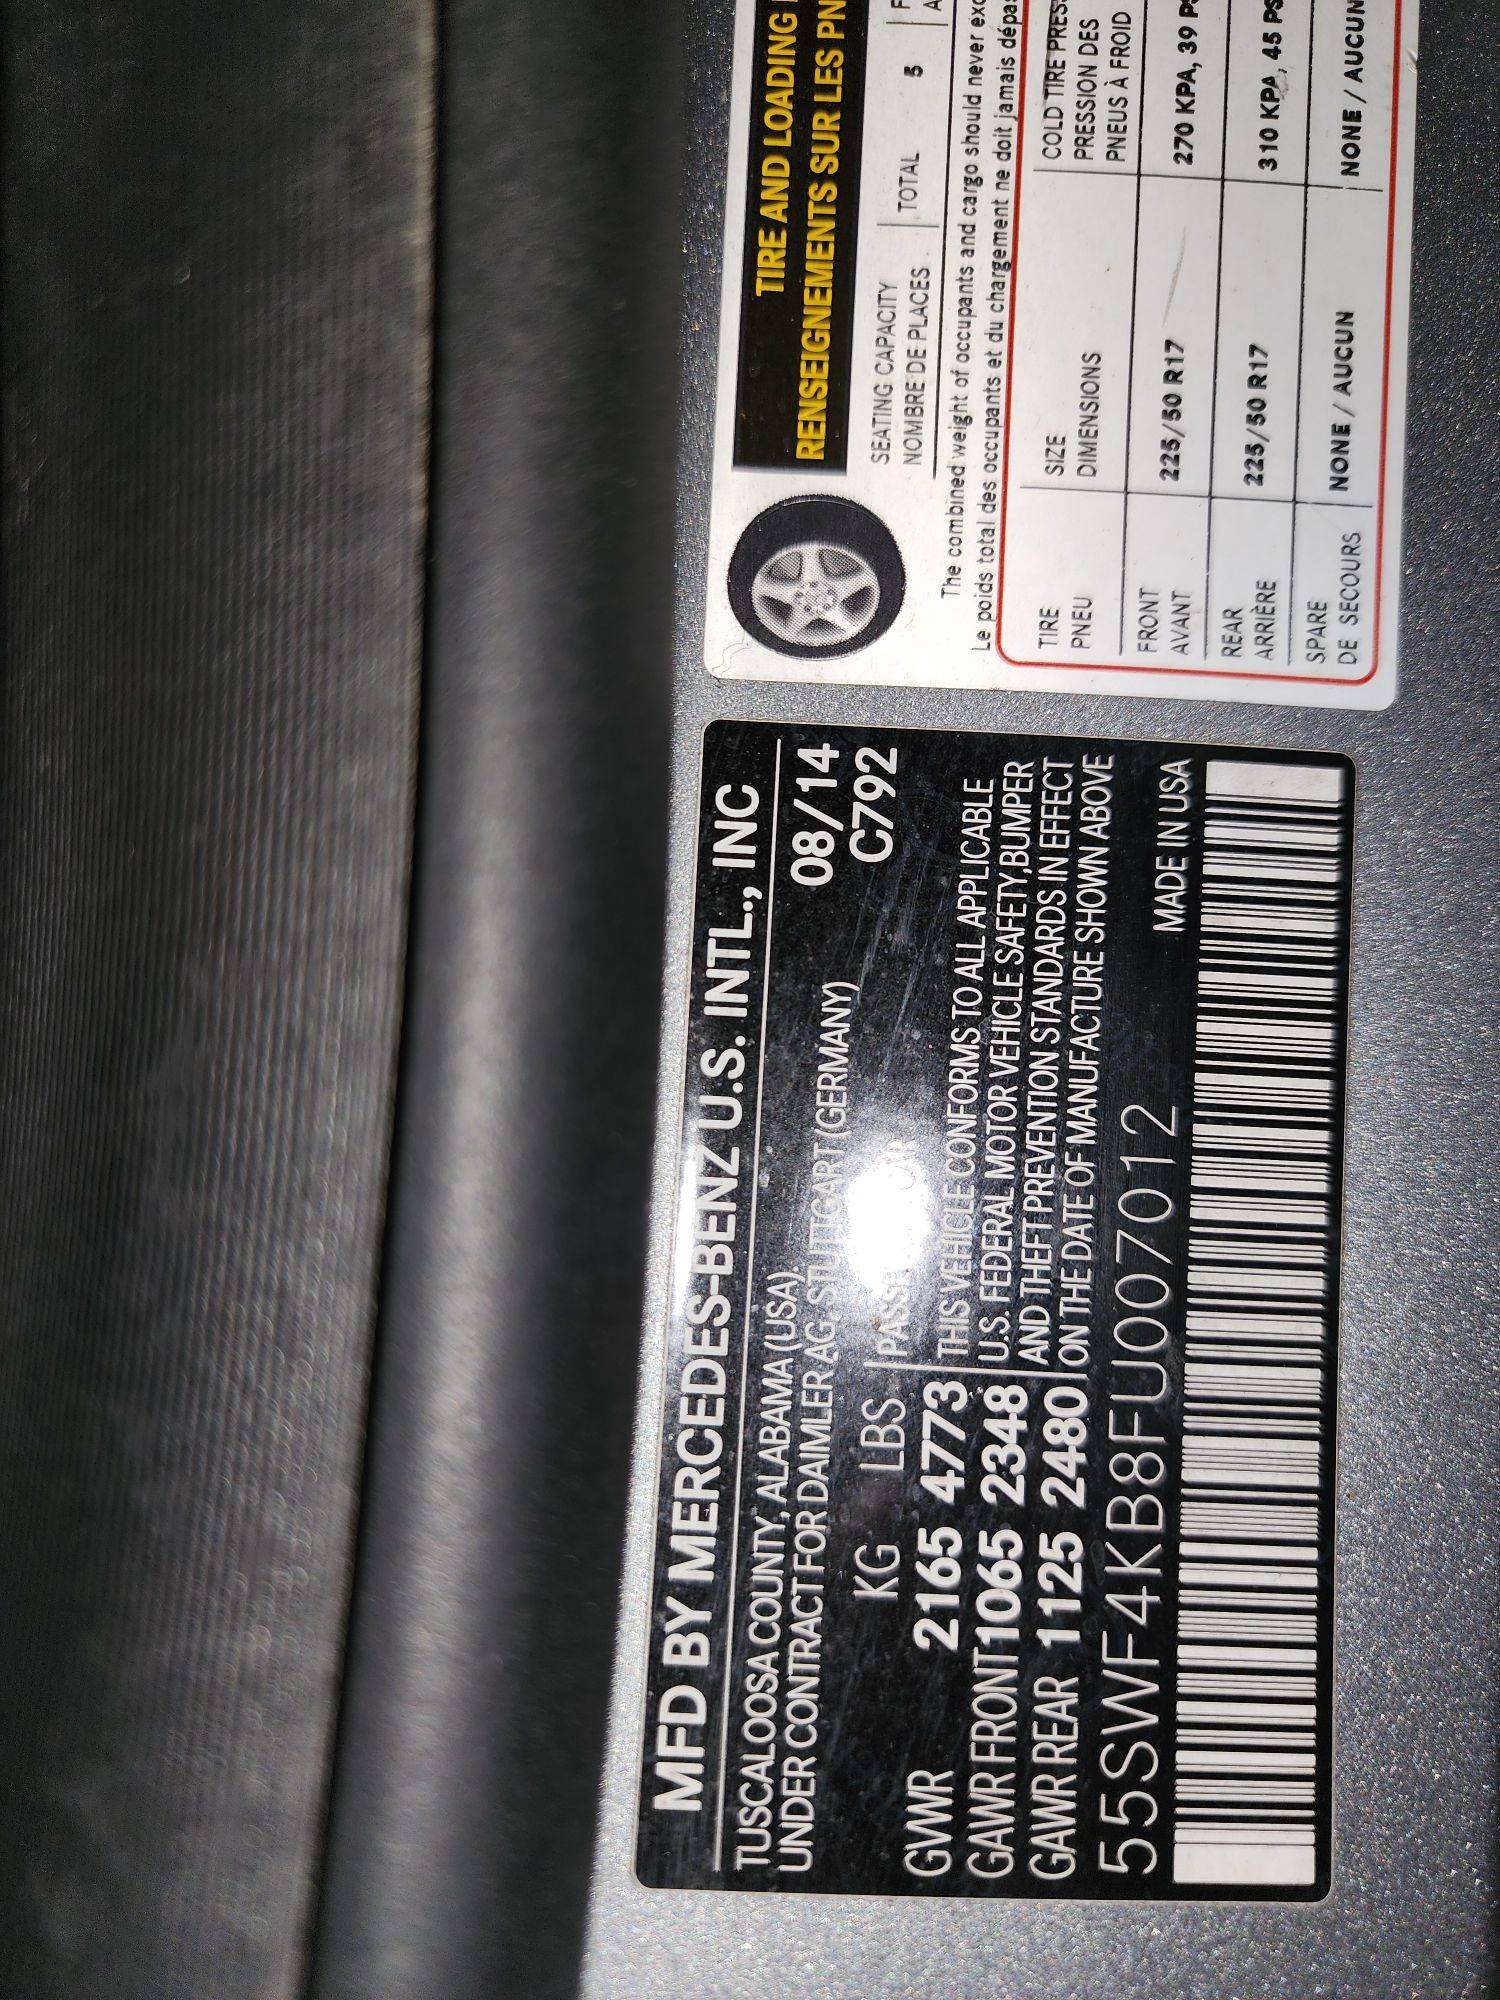 MFD BY MERCEDES-BENZ U.S. INTL., INC
TUSCALOOSA COUNTY, ALABAMA (USA). 08/14
UNDER CONTRACT FOR DAIMLER AG, STUTTGART (GERMANY) C792
KG LBS
GVWR 2165 4773 THIS VEHICLE CONFORMS TO ALL APPLICABLE
GAWR FRONT 1065 2348 U.S. FEDERAL MOTOR VEHICLE SAFETY, BUMPER
GAWR REAR 1125 2480 AND THEFT PREVENTION STANDARDS IN EFFECT
ON THE DATE OF MANUFACTURE SHOWN ABOVE
55SWF4KB8FU007012 MADE IN USA
TIRE AND LOADING
RENSEIGNEMENTS SUR LES PN
SEATING CAPACITY
NOMBRE DE PLACES TOTAL 5
The combined weight of occupants and cargo should never exc
Le poids total des occupants et du chargement ne doit jamais dépas
TIRE SIZE COLD TIRE PRES
PNEU DIMENSIONS PRESSION DES
PNEUS À FROID
FRONT
AVANT 225/50 R17 270 KPA, 39 PS
REAR
ARRIÈRE 225/50 R17 310 KPA, 45 PS
SPARE
DE SECOURS NONE / AUCUN NONE / AUCUN